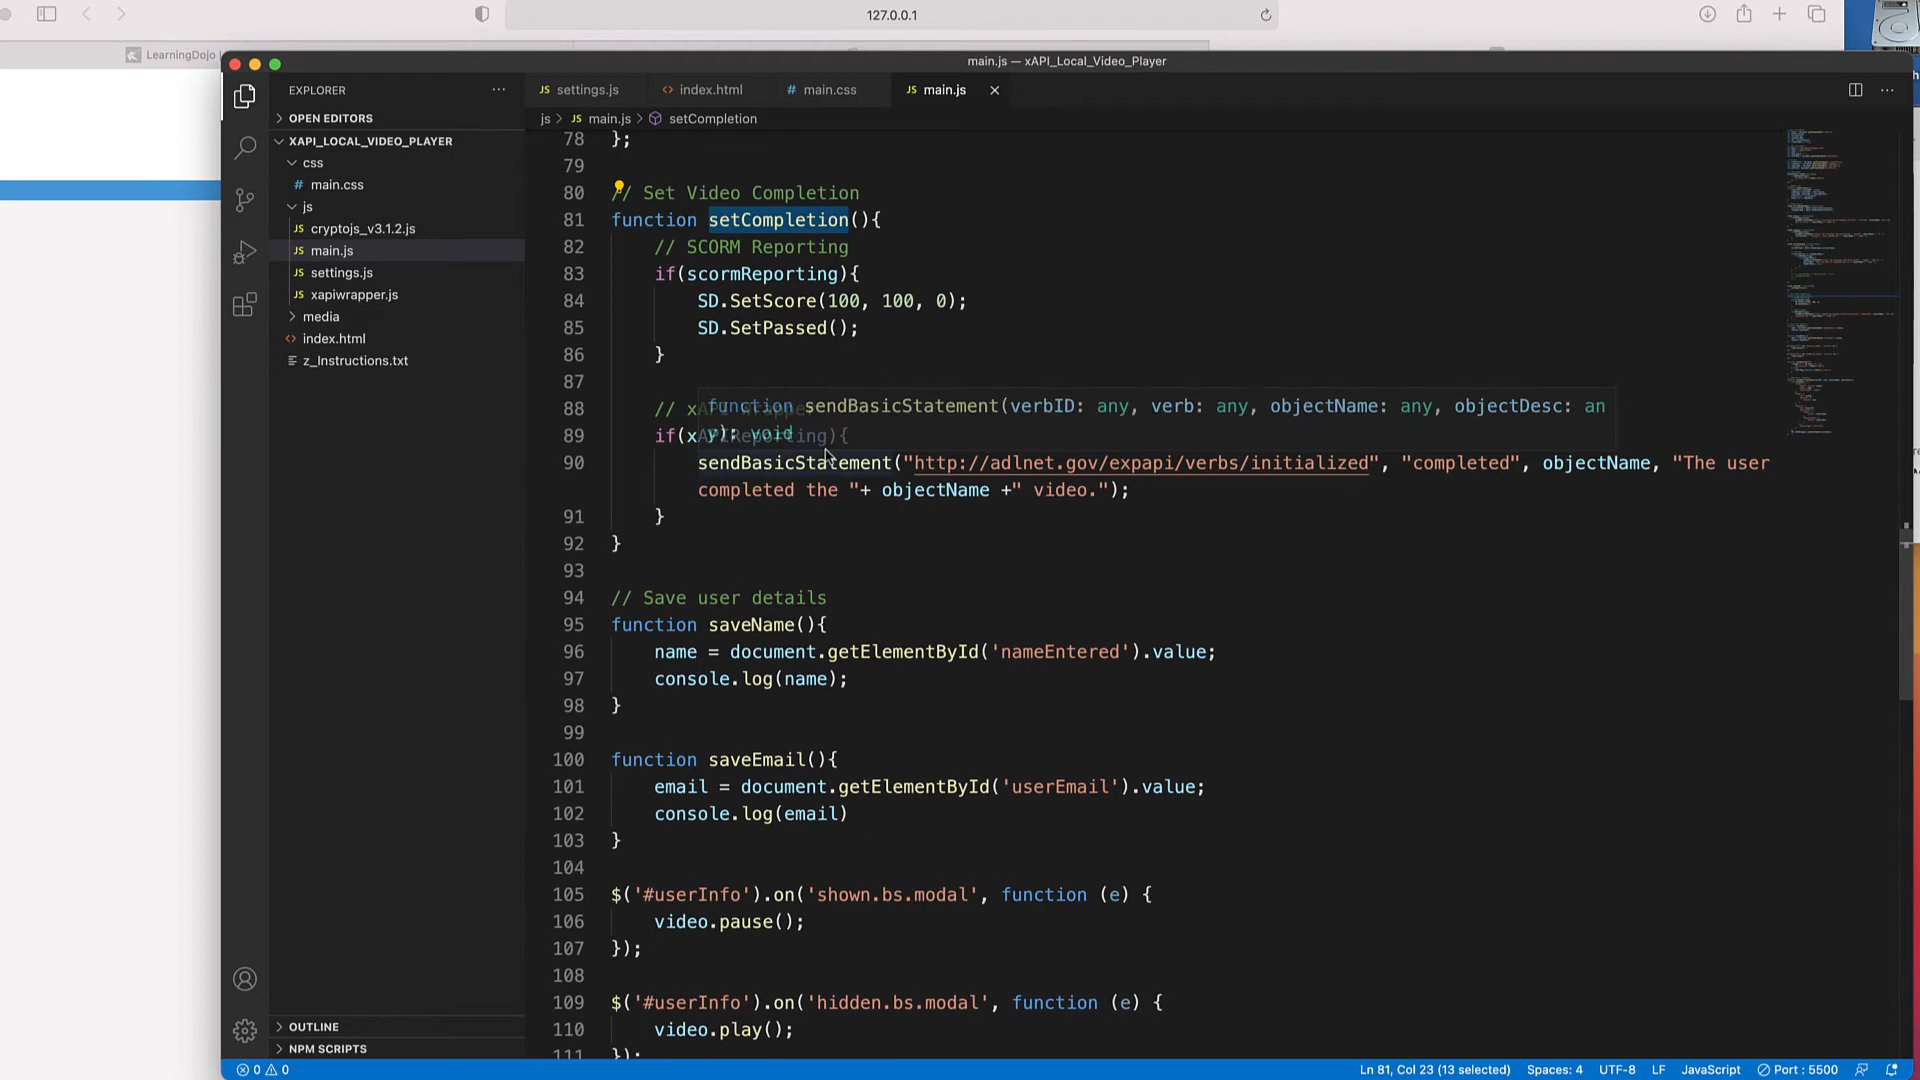 127.0.0.1
LearningDojo
main.js — xAPI_Local_Video_Player
EXPLORER
OPEN EDITORS
XAPI_LOCAL_VIDEO_PLAYER
css
# main.css
js
JS cryptojs_v3.1.2.js
JS main.js
JS settings.js
JS xapiwrapper.js
media
<> index.html
z_Instructions.txt
OUTLINE
NPM SCRIPTS
JS settings.js <> index.html # main.css JS main.js
js > JS main.js > setCompletion
78 };
79
80 // Set Video Completion
81 function setCompletion(){
82 // SCORM Reporting
83 if(scormReporting){
84 SD.SetScore(100, 100, 0);
85 SD.SetPassed();
86 }
87
function sendBasicStatement(verbID: any, verb: any, objectName: any, objectDesc: an
y): void
88 // xAPI Wrapper
89 if(xAPIReporting){
90 sendBasicStatement("http://adlnet.gov/expapi/verbs/initialized", "completed", objectName, "The user
completed the "+ objectName +" video.");
91 }
92 }
93
94 // Save user details
95 function saveName(){
96 name = document.getElementById('nameEntered').value;
97 console.log(name);
98 }
99
100 function saveEmail(){
101 email = document.getElementById('userEmail').value;
102 console.log(email)
103 }
104
105 $('#userInfo').on('shown.bs.modal', function (e) {
106 video.pause();
107 });
108
109 $('#userInfo').on('hidden.bs.modal', function (e) {
110 video.play();
111 });
0 0 Ln 81, Col 23 (13 selected) Spaces: 4 UTF-8 LF JavaScript Port : 5500